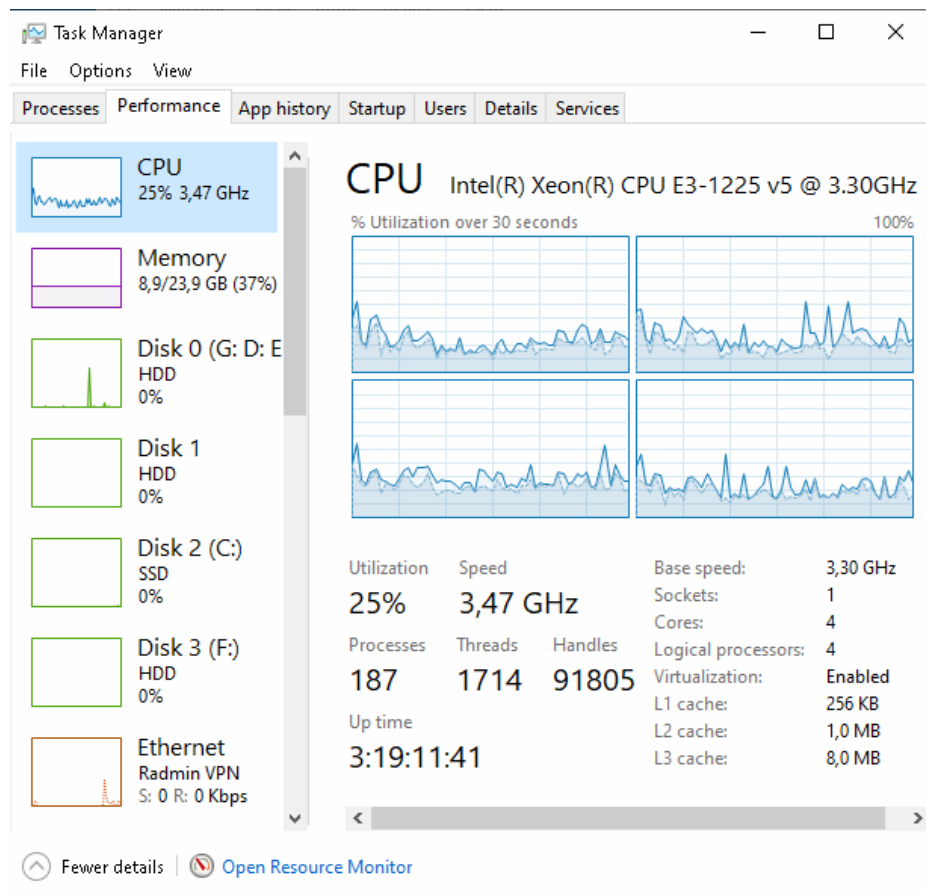 Task Manager
File Options View
Processes Performance App history Startup Users Details Services
CPU
25% 3,47 GHz
Memory
8,9/23,9 GB (37%)
Disk 0 (G: D: E
HDD
0%
Disk 1
HDD
0%
Disk 2 (C:)
SSD
0%
Disk 3 (F:)
HDD
0%
Ethernet
Radmin VPN
S: 0 R: 0 Kbps
CPU Intel(R) Xeon(R) CPU E3-1225 v5 @ 3.30GHz
% Utilization over 30 seconds 100%
Utilization Speed
25% 3,47 GHz
Processes Threads Handles
187 1714 91805
Up time
3:19:11:41
Base speed: 3,30 GHz
Sockets: 1
Cores: 4
Logical processors: 4
Virtualization: Enabled
L1 cache: 256 KB
L2 cache: 1,0 MB
L3 cache: 8,0 MB
Fewer details Open Resource Monitor